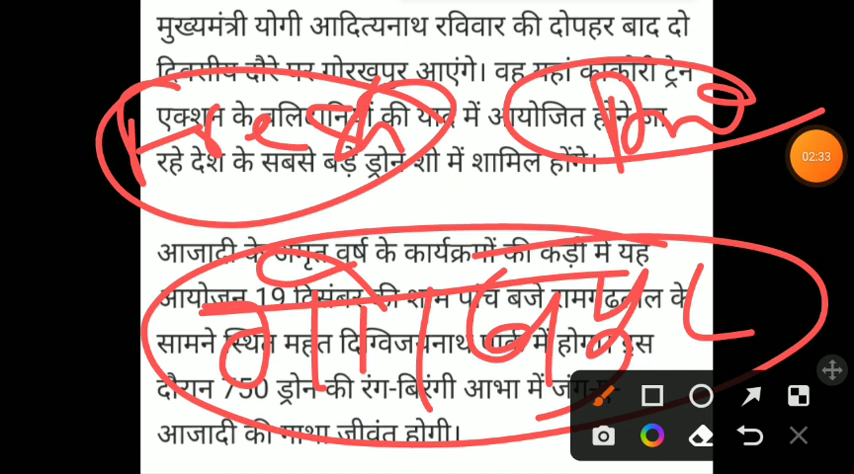 मुख्यमंत्री योगी आदित्यनाथ रविवार की दोपहर बाद दो
दिवसीय दौरे पर गोरखपुर आएंगे। वह यहां काकोरी ट्रेन
एक्शन के बलिदानियों की याद में आयोजित होने जा
रहे देश के सबसे बड़े ड्रोन शो में शामिल होंगे।
आजादी के अमृत वर्ष के कार्यक्रमों की कड़ी में यह
आयोजन 19 दिसंबर की शाम पांच बजे रामगढ़ताल के
सामने स्थित महंत दिग्विजयनाथ पार्क में होगा। इस
दौरान 750 ड्रोन की रंग-बिरंगी आभा में जंग-ए-
आजादी की गाथा जीवंत होगी।
02:33